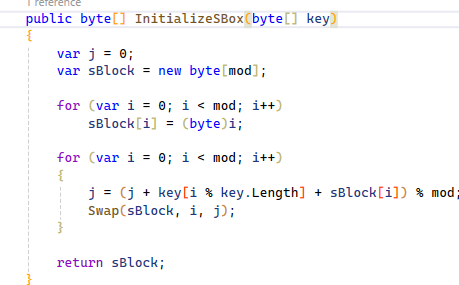 1 reference
public byte[] InitializeSBox(byte[] key)
{
    var j = 0;
    var sBlock = new byte[mod];

    for (var i = 0; i < mod; i++)
        sBlock[i] = (byte)i;

    for (var i = 0; i < mod; i++)
    {
        j = (j + key[i % key.Length] + sBlock[i]) % mod;
        Swap(sBlock, i, j);
    }

    return sBlock;
}